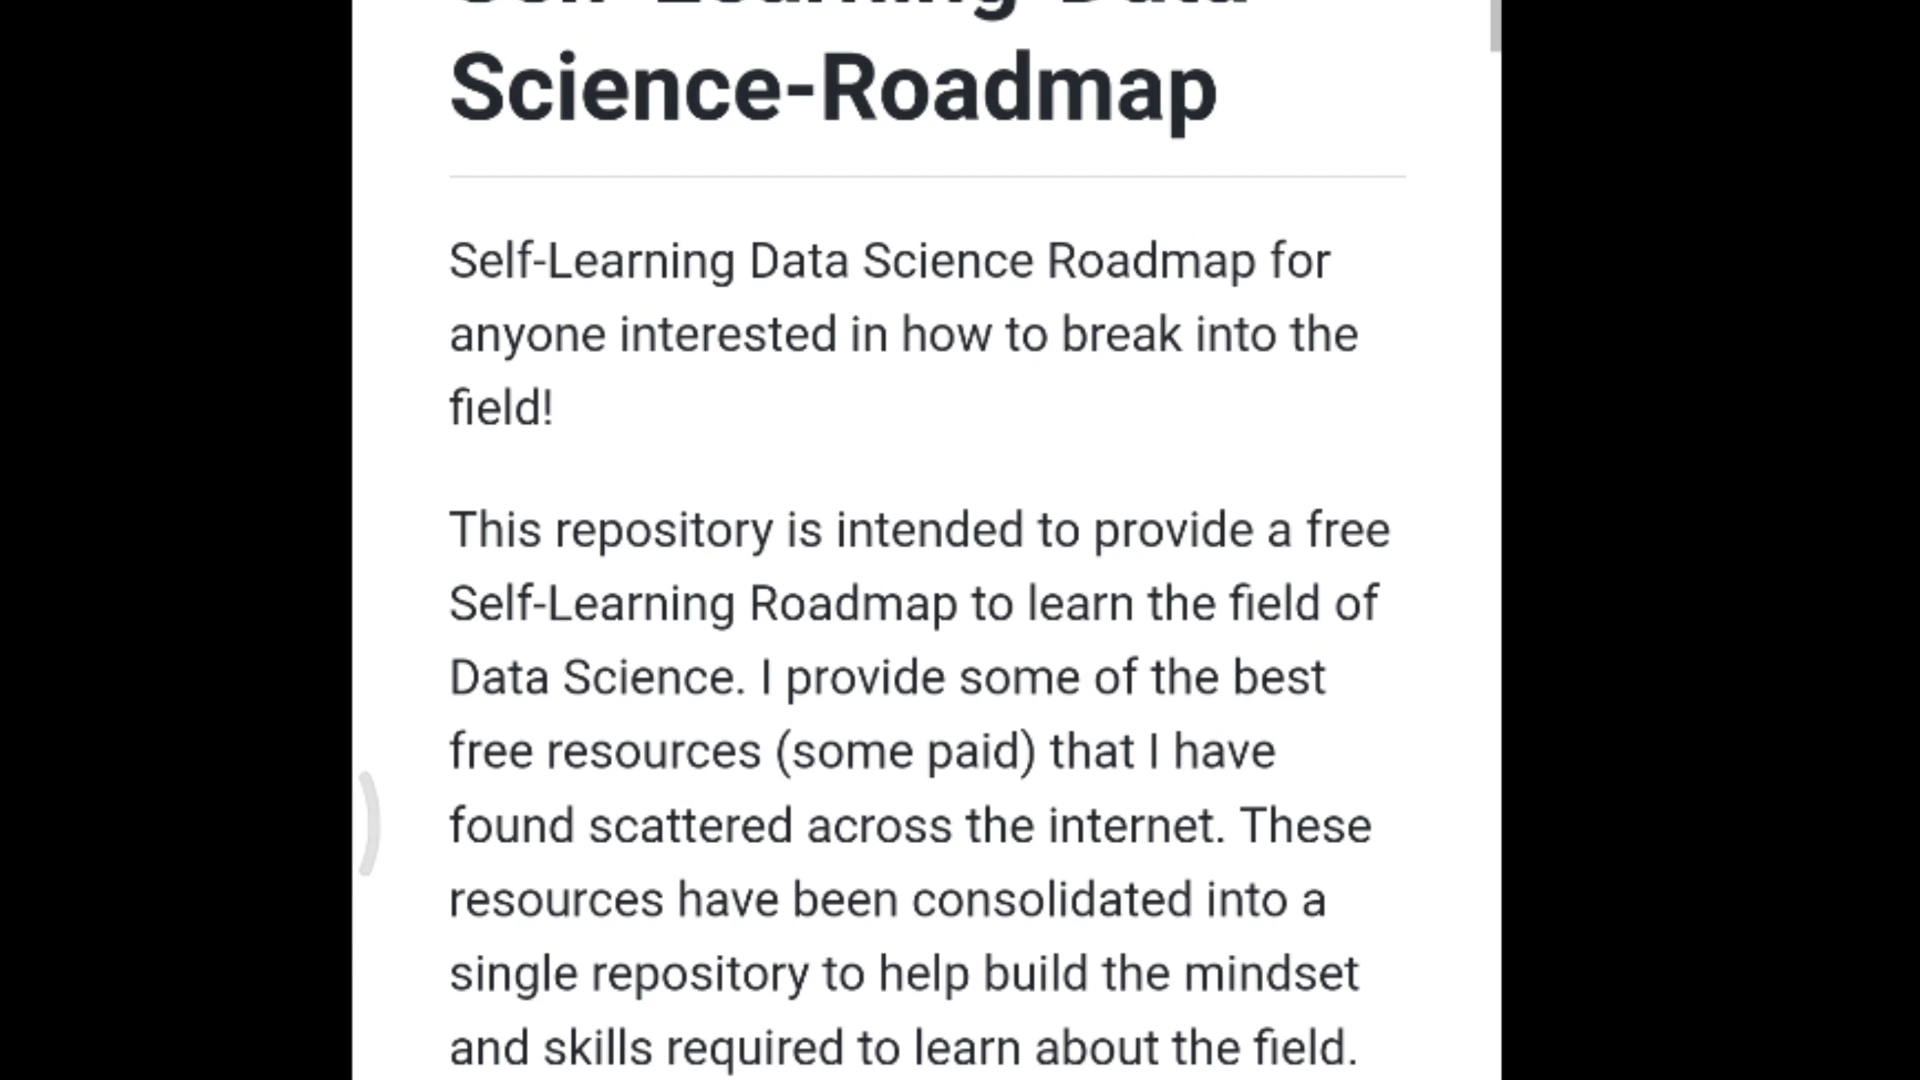 Self-Learning-Data-
Science-Roadmap
Self-Learning Data Science Roadmap for
anyone interested in how to break into the
field!
This repository is intended to provide a free
Self-Learning Roadmap to learn the field of
Data Science. I provide some of the best
free resources (some paid) that I have
found scattered across the internet. These
resources have been consolidated into a
single repository to help build the mindset
and skills required to learn about the field.